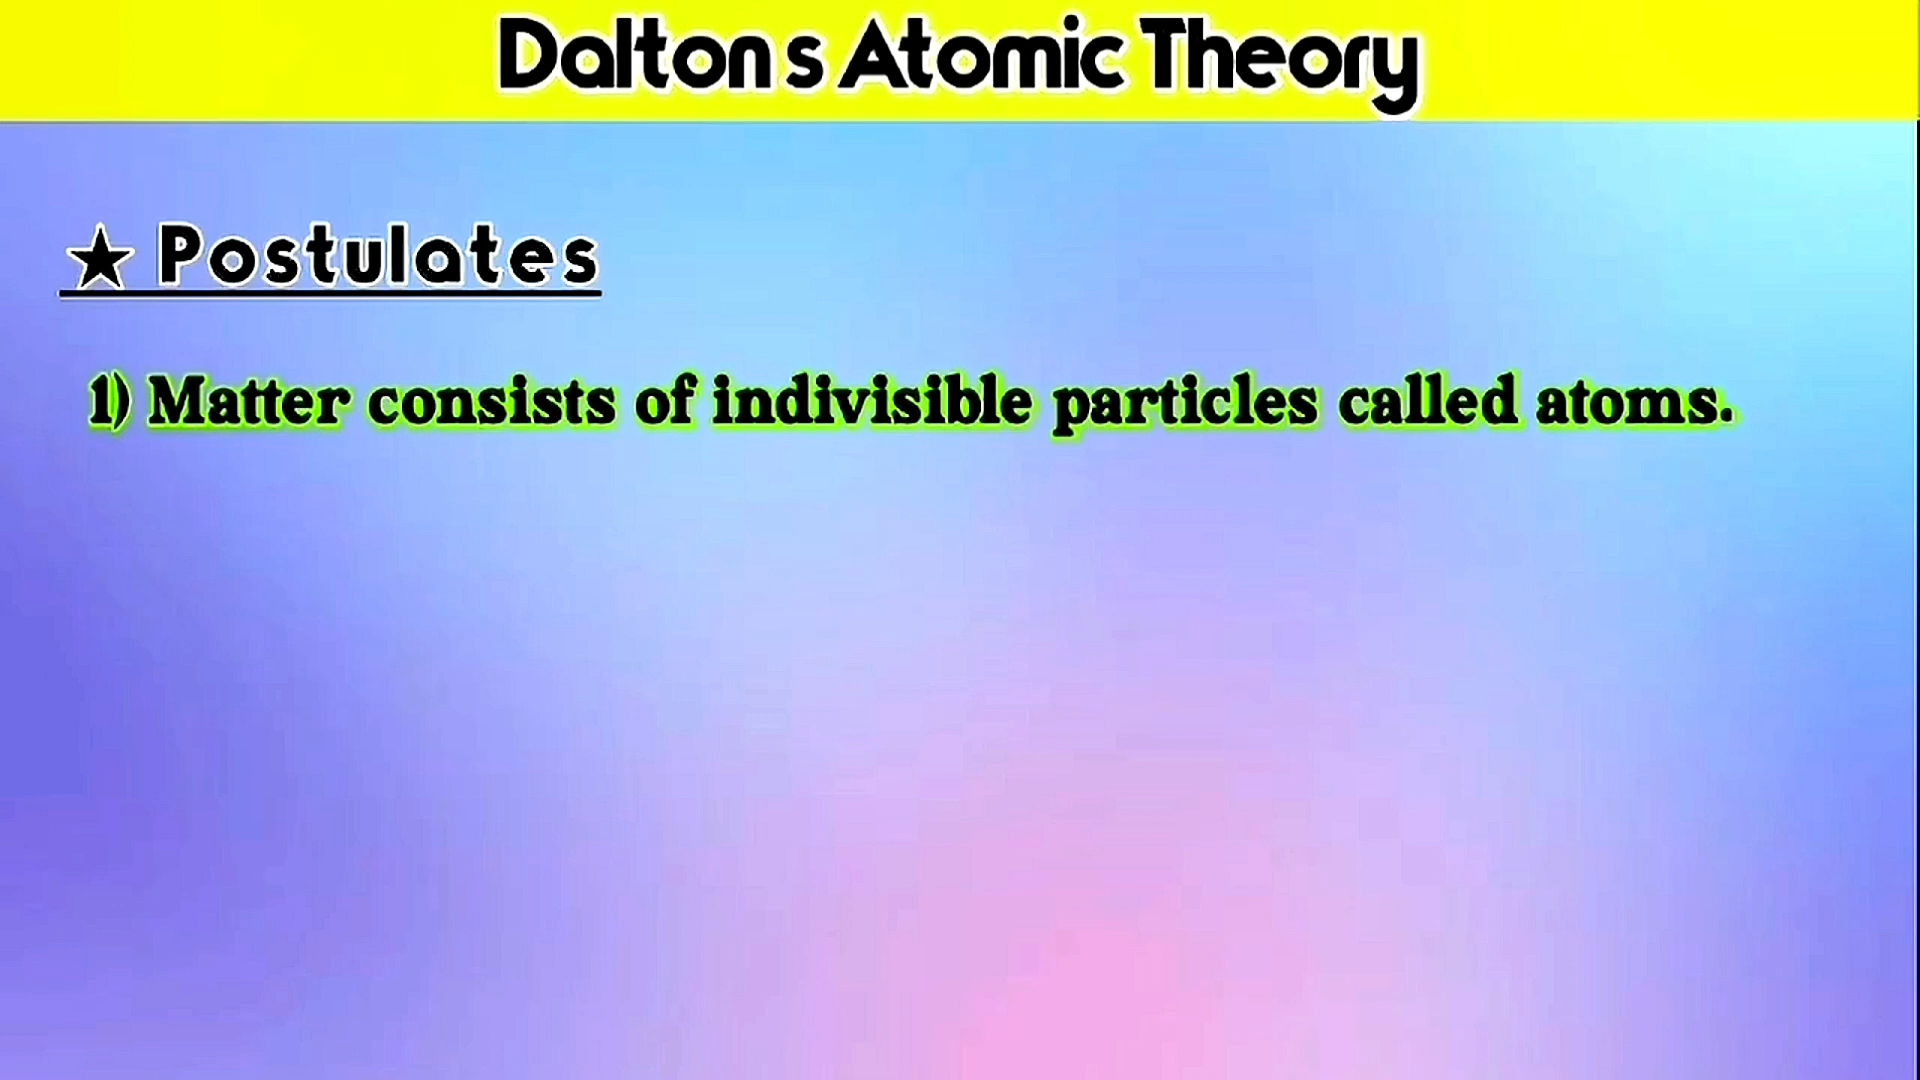 Dalton s Atomic Theory
★ Postulates
1) Matter consists of indivisible particles called atoms.